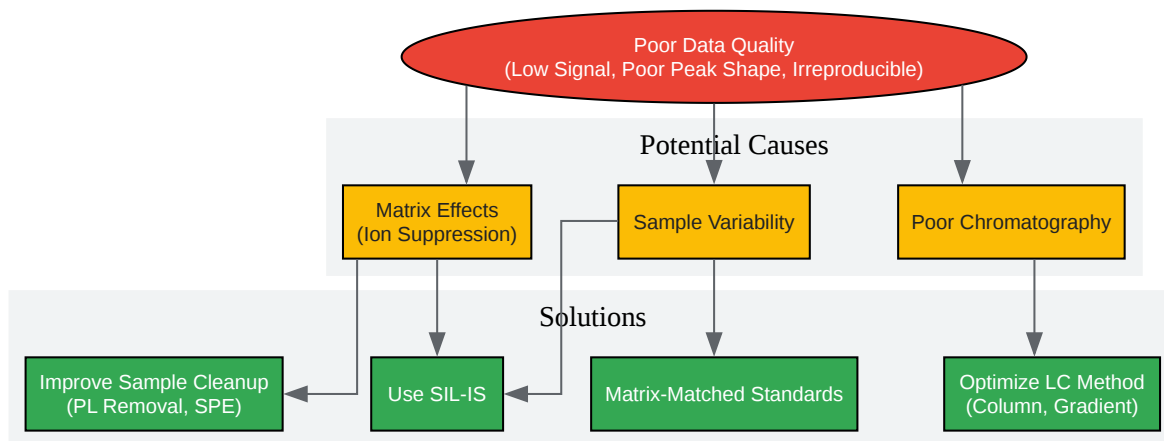 Poor Data Quality
(Low Signal, Poor Peak Shape, Irreproducible)
Potential Causes
Matrix Effects
(Ion Suppression)
Sample Variability
Poor Chromatography
Solutions
Improve Sample Cleanup
(PL Removal, SPE)
Use SIL-IS
Matrix-Matched Standards
Optimize LC Method
(Column, Gradient)